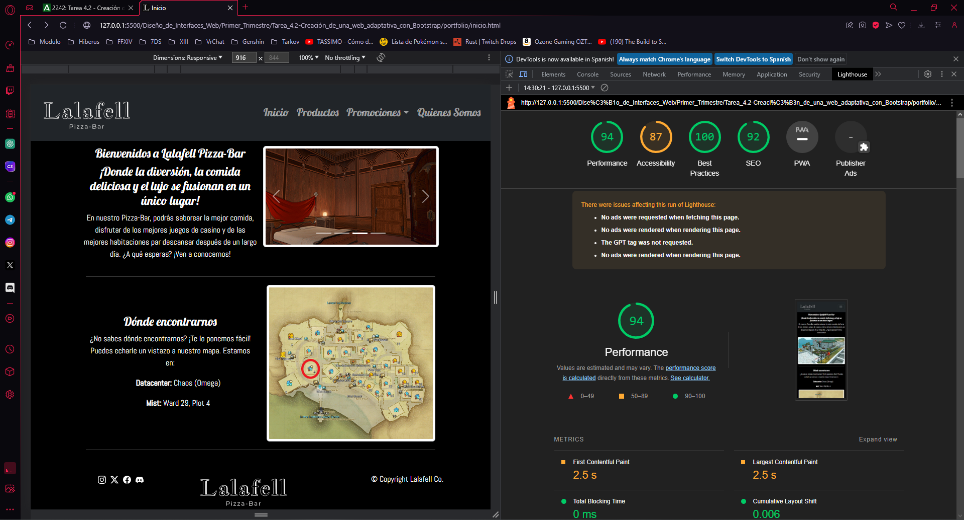 2242: Tarea 4.2 - Creación d
Inicio
127.0.0.1:5500/Diseño_de_Interfaces_Web/Primer_Trimestre/Tarea_4.2-Creación_de_una_web_adaptativa_con_Bootstrap/portfolio/inicio.html
Modulo
Hiberus
FFXIV
7DS
XIII
VrChat
Genshin
Tarkov
TASSIMO · Cómo d...
Lista de Pokémon s...
Rust | Twitch Drops
Ozone Gaming OZT...
(190) The Build to S...
Dimensions: Responsive
916
x
344
100%
No throttling
DevTools is now available in Spanish!
Always match Chrome's language
Switch DevTools to Spanish
Don't show again
Elements
Console
Sources
Network
Performance
Memory
Application
Security
Lighthouse
14:30:21 - 127.0.0.1:5500
http://127.0.0.1:5500/Dise%C3%B1o_de_Interfaces_Web/Primer_Trimestre/Tarea_4.2-Creaci%C3%B3n_de_una_web_adaptativa_con_Bootstrap/portfolio/...
Lalafell
Pizza-Bar
Inicio
Productos
Promociones
Quienes Somos
Bienvenidos a Lalafell Pizza-Bar
¡Donde la diversión, la comida
deliciosa y el lujo se fusionan en un
único lugar!
En nuestro Pizza-Bar, podrás saborear la mejor comida,
disfrutar de los mejores juegos de casino y de las
mejores habitaciones par descansar después de un largo
día. ¿A qué esperas? ¡Ven a conocernos!
Dónde encontrarnos
¿No sabes dónde encontrarnos? ¡Te lo ponemos fácil!
Puedes echarle un vistazo a nuestro mapa. Estamos
en:
Datacenter: Chaos (Omega)
Mist: Ward 29, Plot 4
Lalafell
Pizza-Bar
© Copyright Lalafell Co.
94
87
100
92
PWA
-
Performance
Accessibility
Best
Practices
SEO
PWA
Publisher
Ads
There were issues affecting this run of Lighthouse:
No ads were requested when fetching this page.
No ads were rendered when rendering this page.
The GPT tag was not requested.
No ads were rendered when rendering this page.
94
Performance
Values are estimated and may vary. The performance score
is calculated directly from these metrics. See calculator.
0–49
50–89
90–100
METRICS
Expand view
First Contentful Paint
2.5 s
Largest Contentful Paint
2.5 s
Total Blocking Time
0 ms
Cumulative Layout Shift
0.006